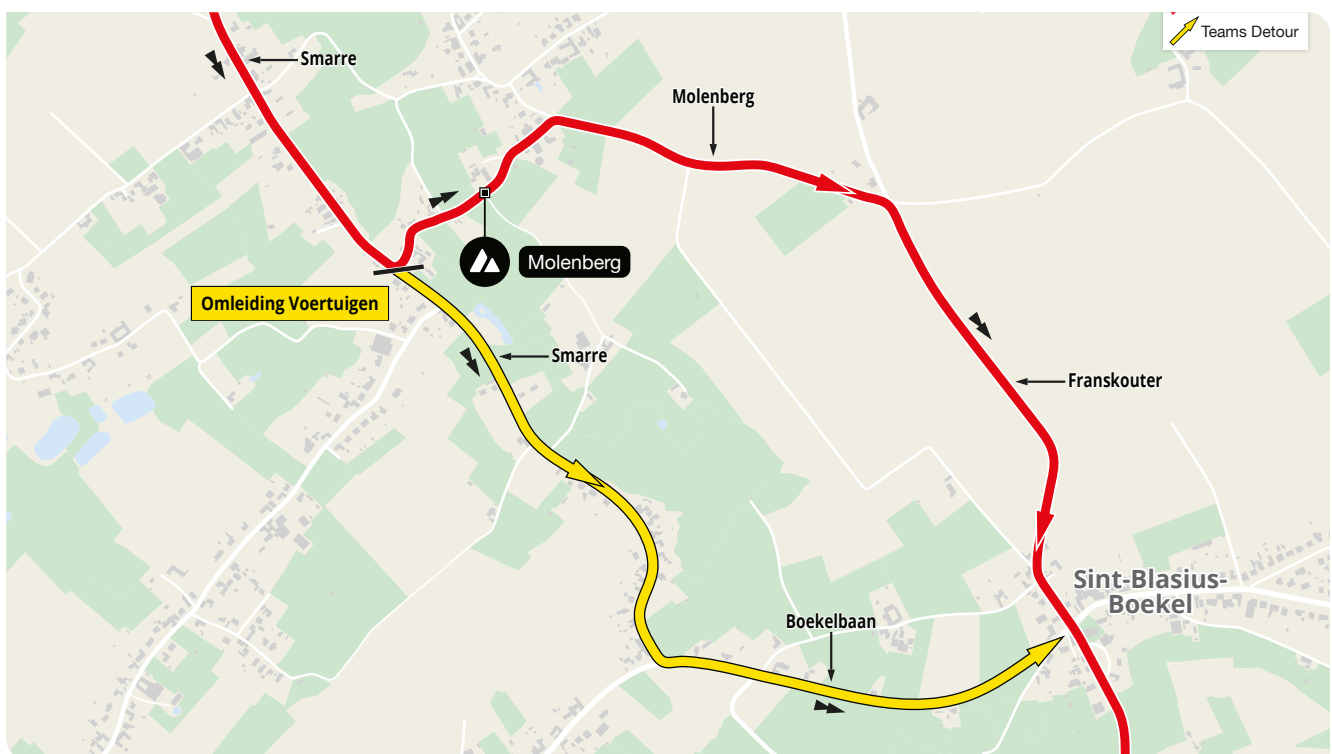 Teams Detour
Smarre
Molenberg
Molenberg
Omleiding Voertuigen
Smarre
Franskouter
Sint-Blasius-
Boekel
Boekelbaan